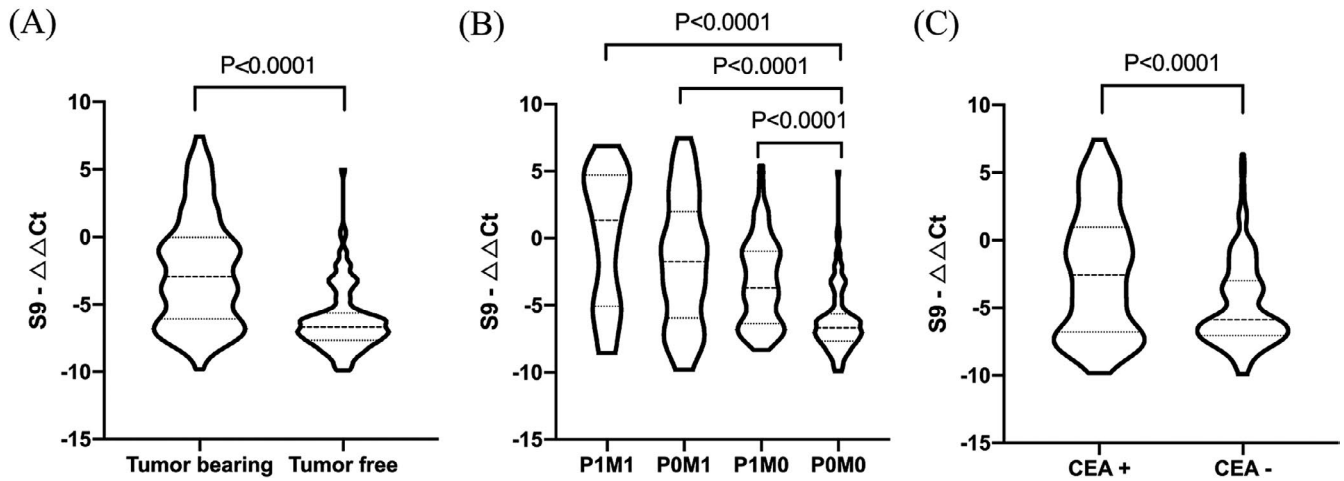 (A)
P<0.0001
S9 - △△Ct
10
5
0
-5
-10
-15
Tumor bearing
Tumor free
(B)
P<0.0001
P<0.0001
P<0.0001
S9 - △△Ct
10
5
0
-5
-10
-15
P1M1
P0M1
P1M0
P0M0
(C)
P<0.0001
S9 - △△Ct
10
5
0
-5
-10
-15
CEA +
CEA -